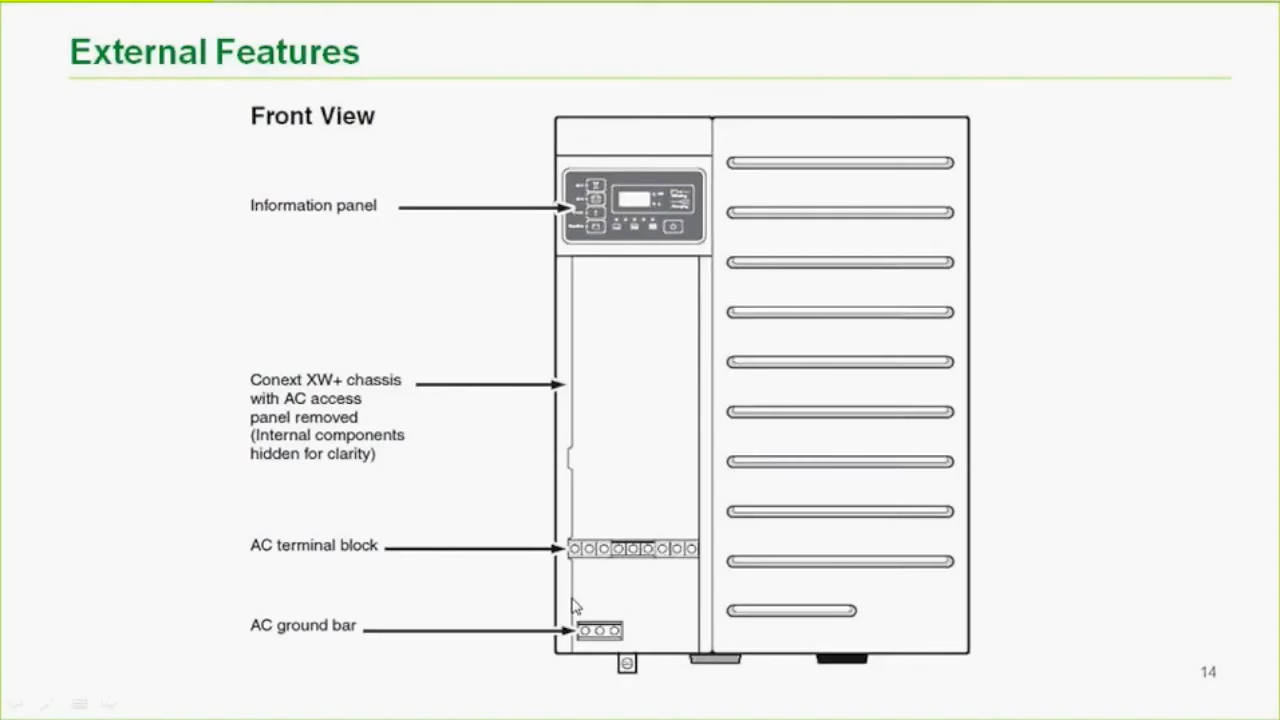 External Features
Front View
Information panel
Conext XW+ chassis
with AC access
panel removed
(Internal components
hidden for clarity)
AC terminal block
AC ground bar
14